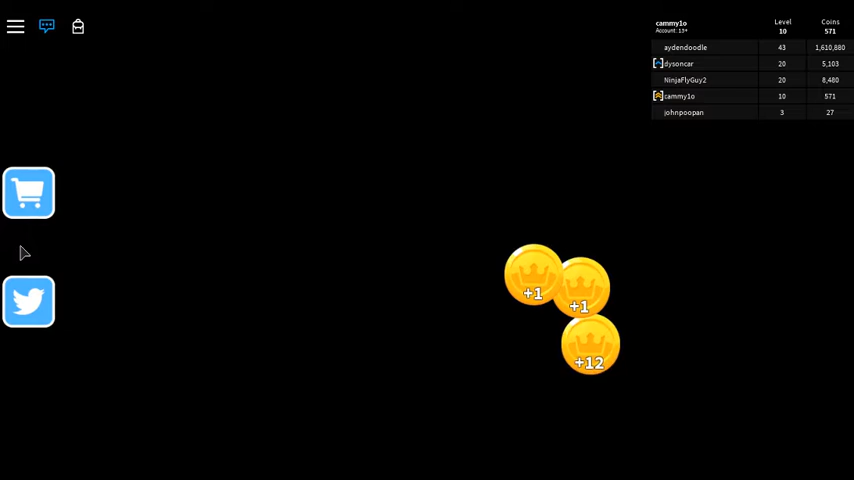 cammy1o
Account: 13+
Level
10
Coins
571
aydendoodle 43 1,610,880
dysoncar 20 5,103
NinjaFlyGuy2 20 8,480
cammy1o 10 571
johnpoopan 3 27
+1
+1
+12